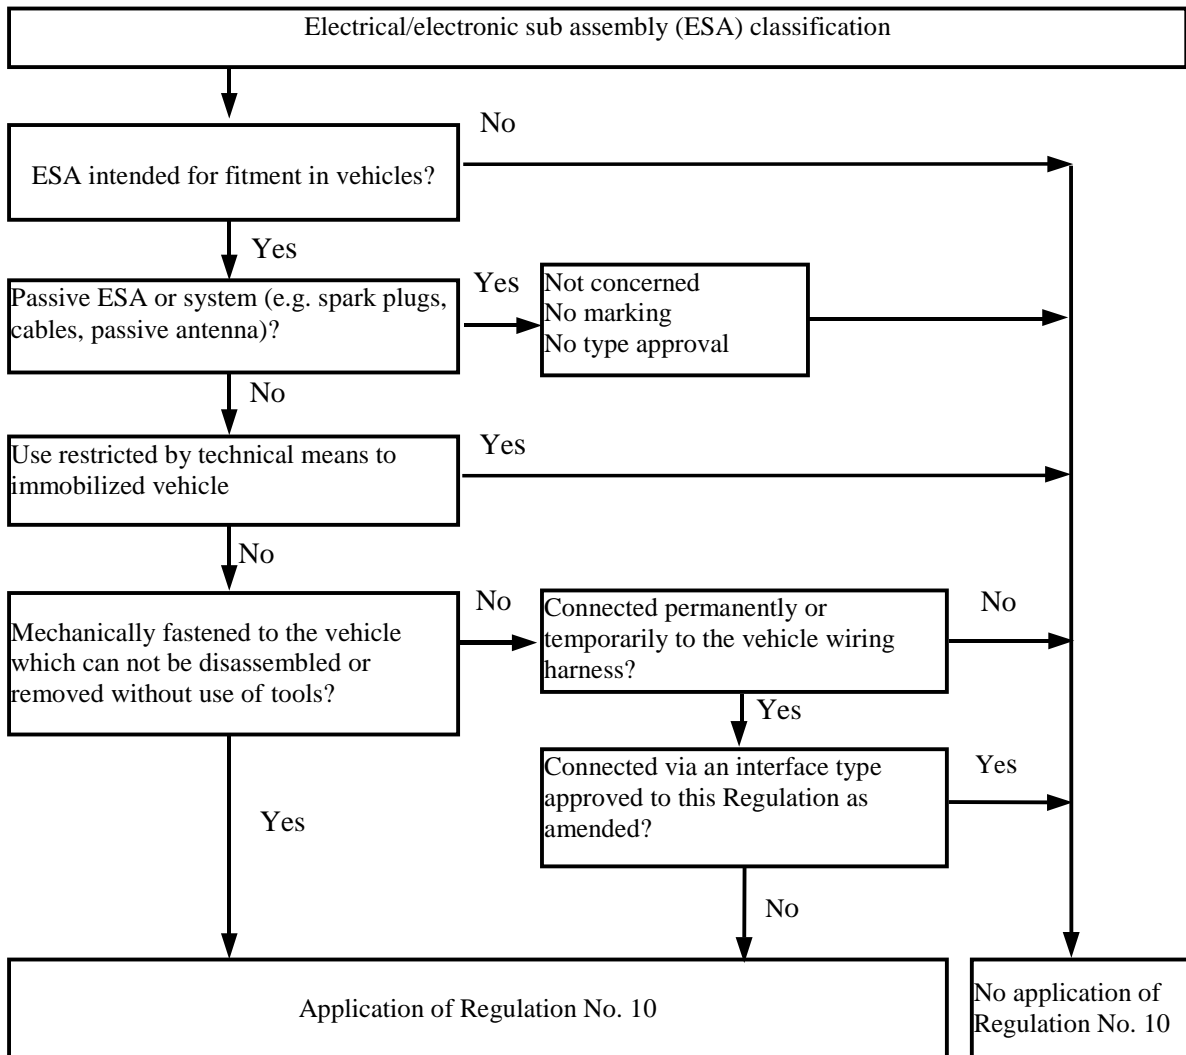 Electrical/electronic sub assembly (ESA) classification
No
ESA intended for fitment in vehicles?
Yes
Passive ESA or system (e.g. spark plugs,
cables, passive antenna)?
Yes
Not concerned
No marking
No type approval
No
Use restricted by technical means to
immobilized vehicle
Yes
No
Mechanically fastened to the vehicle
which can not be disassembled or
removed without use of tools?
No
Connected permanently or
temporarily to the vehicle wiring
harness?
No
Yes
Connected via an interface type
approved to this Regulation as
amended?
Yes
Yes
No
Application of Regulation No. 10
No application of
Regulation No. 10